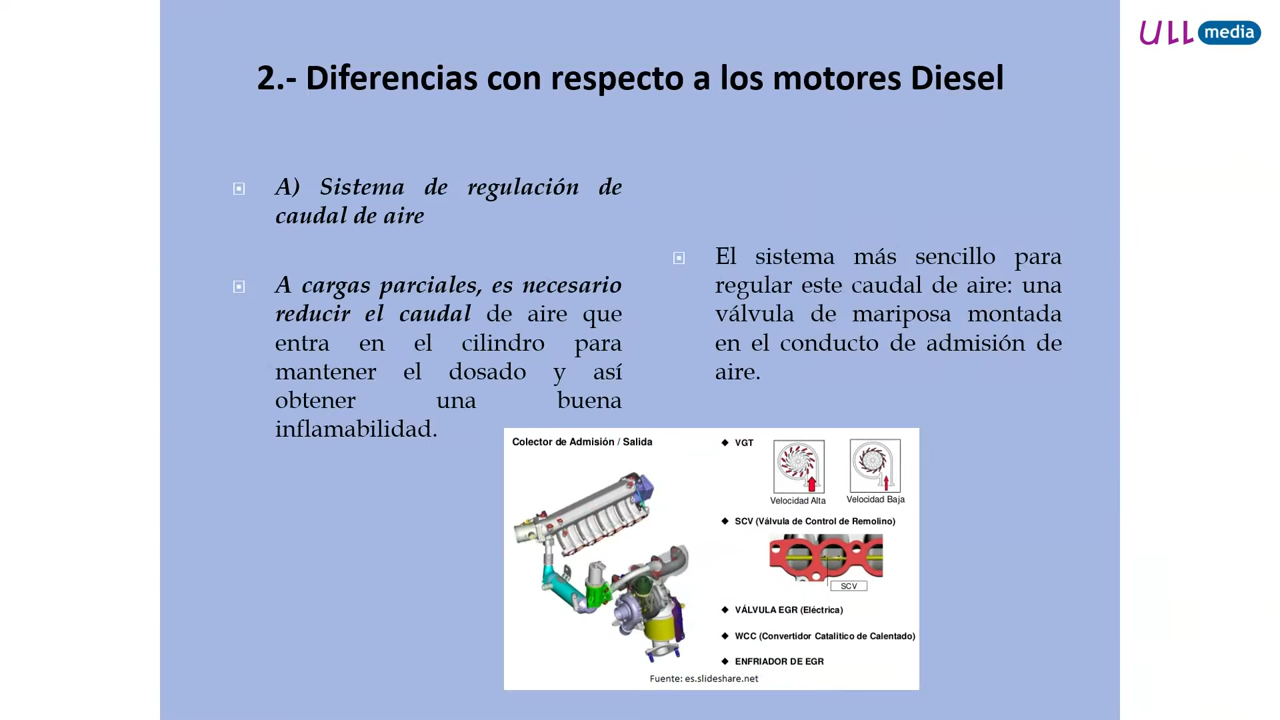 ULL media
2.- Diferencias con respecto a los motores Diesel
A) Sistema de regulación de
caudal de aire
A cargas parciales, es necesario
reducir el caudal de aire que
entra en el cilindro para
mantener el dosado y así
obtener una buena
inflamabilidad.
El sistema más sencillo para
regular este caudal de aire: una
válvula de mariposa montada
en el conducto de admisión de
aire.
Colector de Admisión / Salida
VGT
Velocidad Alta
Velocidad Baja
SCV (Válvula de Control de Remolino)
SCV
VÁLVULA EGR (Eléctrica)
WCC (Convertidor Catalitico de Calentado)
ENFRIADOR DE EGR
Fuente: es.slideshare.net